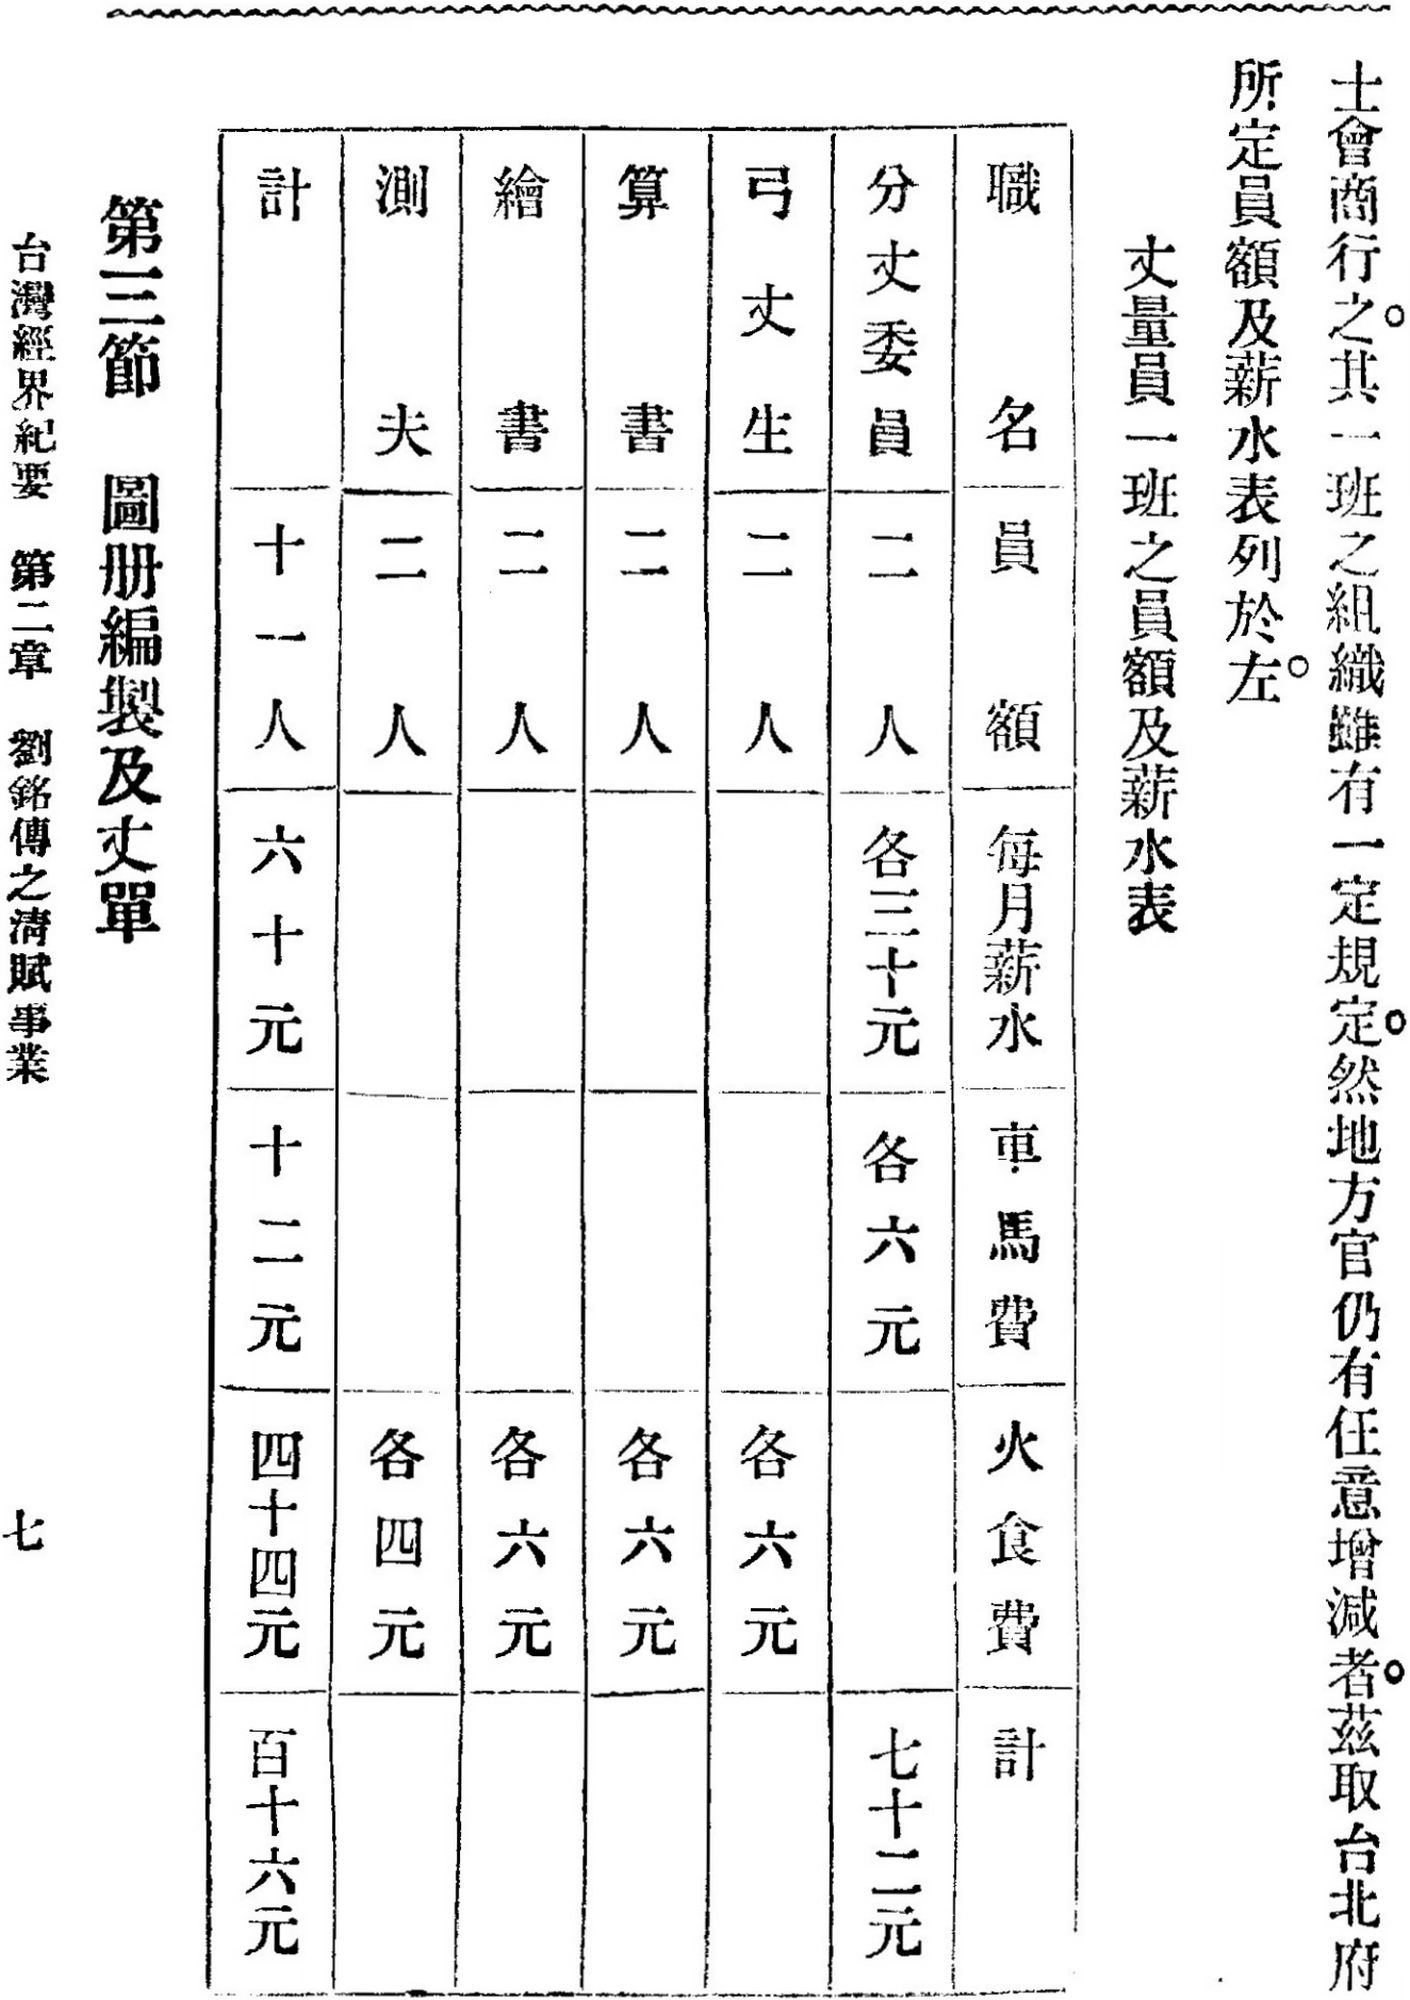 士會商行之。其一班之組織雖有一定規定。然地方官仍有任意增減者。茲取台北府
所定員額及薪水表列於左。
丈量員一班之員額及薪水表
職名 員額 每月薪水 車馬費 火食費 計
分丈委員 二人 各三十元 各六元 七十二元
弓丈生 二人 各六元
算書 二人 各六元
繪書 二人 各六元
測夫 二人 各四元
計 十一人 六十元 十二元 四十四元 百十六元
第三節 圖册編製及丈單
台灣經界紀要 第二章 劉銘傳之淸賦事業 七